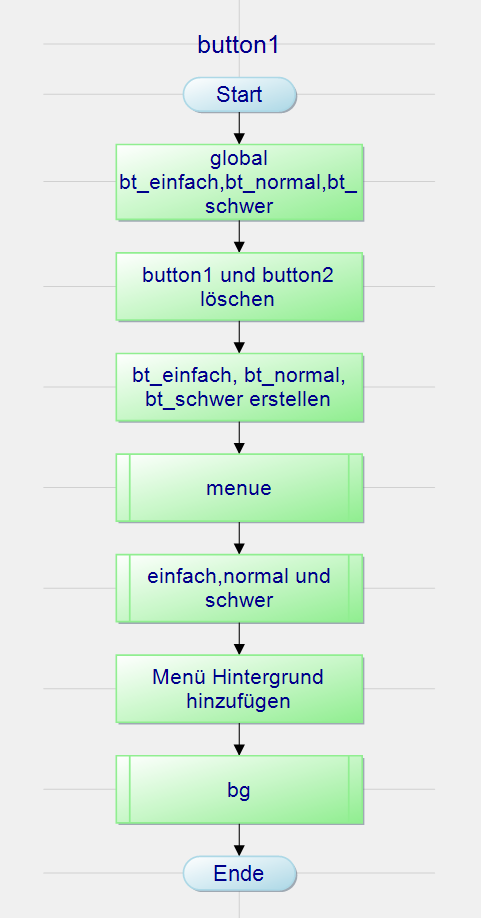 button1
Start
global
bt_einfach,bt_normal,bt_
schwer
button1 und button2
löschen
bt_einfach, bt_normal,
bt_schwer erstellen
menue
einfach,normal und
schwer
Menü Hintergrund
hinzufügen
bg
Ende